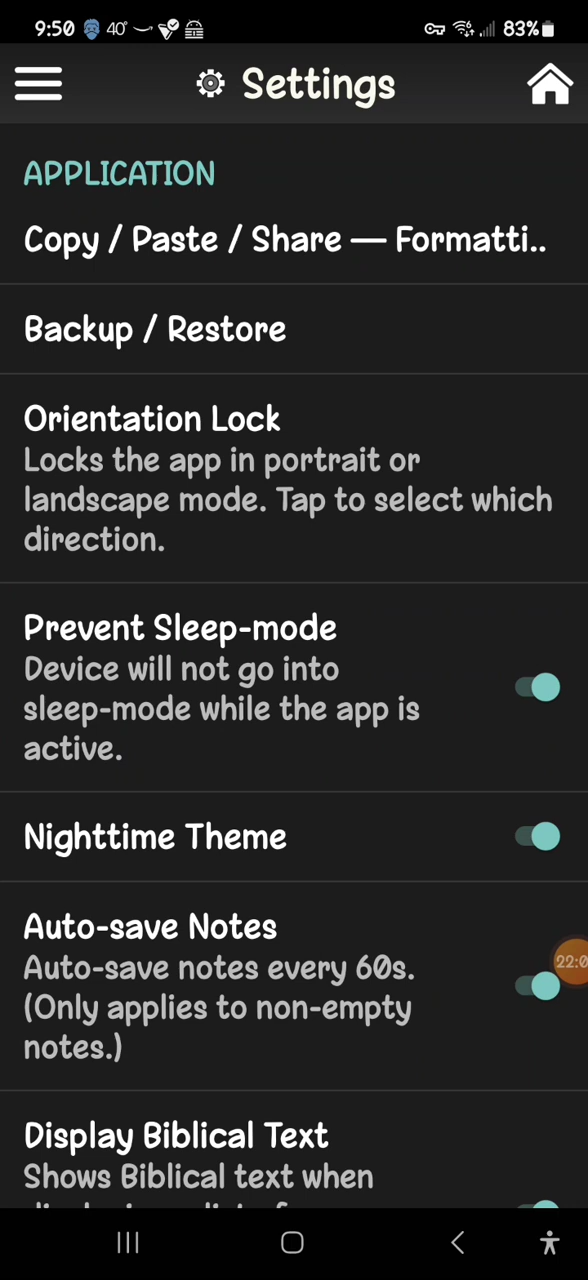 9:50 40° 83%
Settings
APPLICATION
Copy / Paste / Share — Formatti..
Backup / Restore
Orientation Lock
Locks the app in portrait or
landscape mode. Tap to select which
direction.
Prevent Sleep-mode
Device will not go into
sleep-mode while the app is
active.
Nighttime Theme
Auto-save Notes
Auto-save notes every 60s.
(Only applies to non-empty
notes.)
22:0
Display Biblical Text
Shows Biblical text when